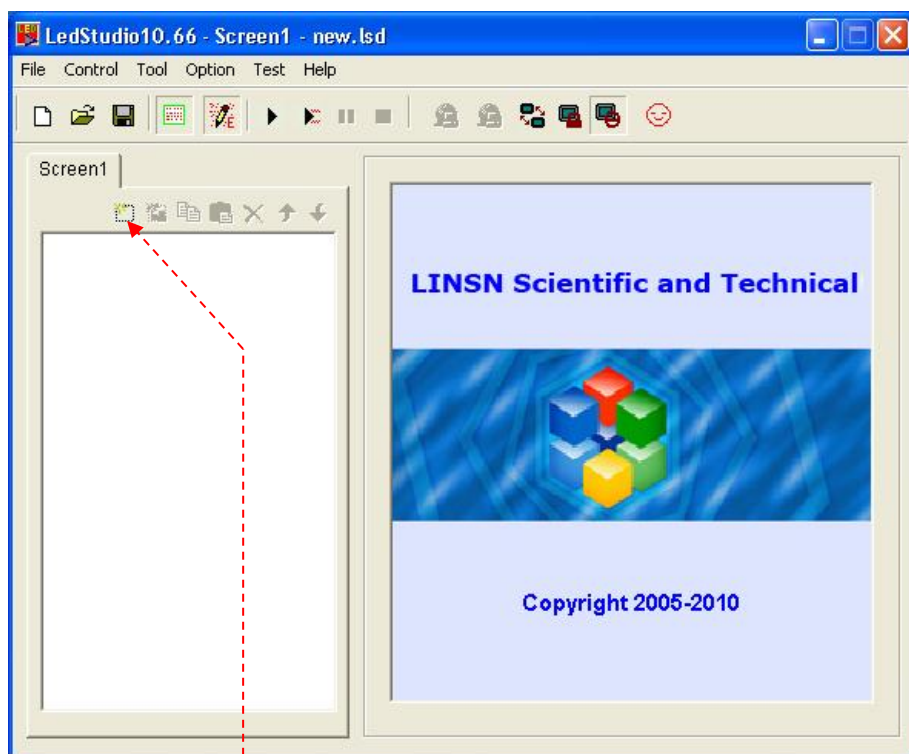 LedStudio10.66 - Screen1 - new.lsd
File Control Tool Option Test Help
Screen1
LINSN Scientific and Technical
Copyright 2005-2010